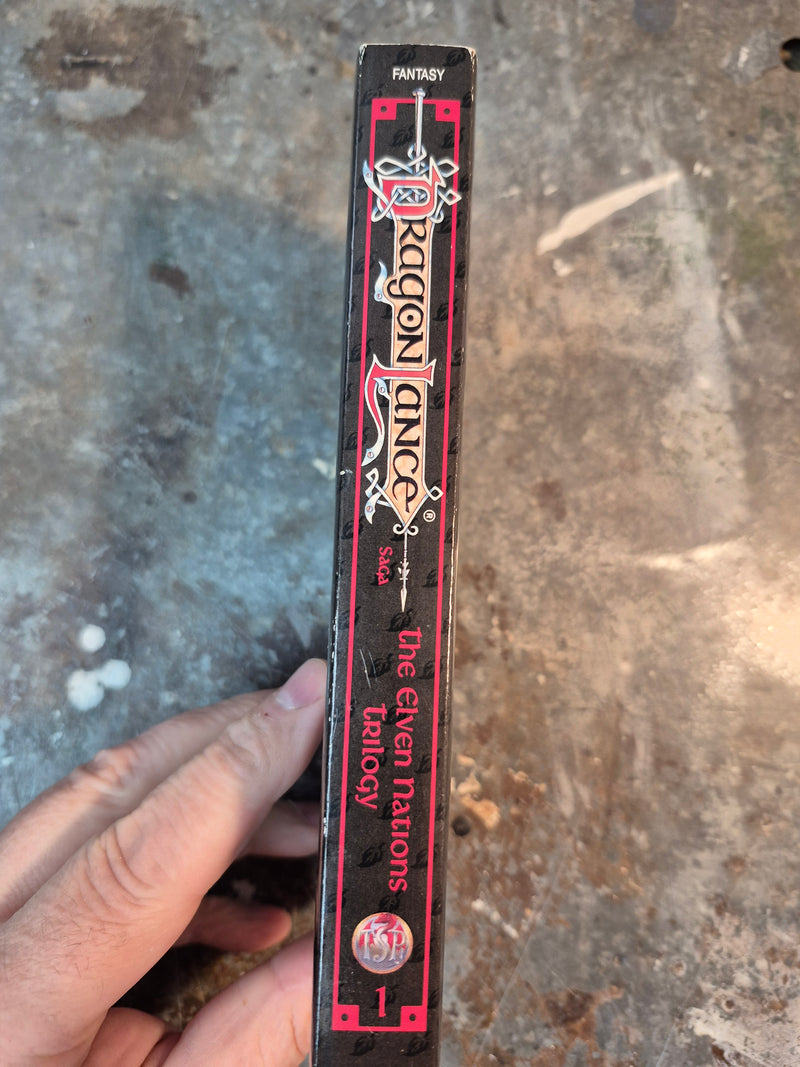 FANTASY
DRAGONLANCE®
SAGA
The Elven Nations
Trilogy
TSR
1